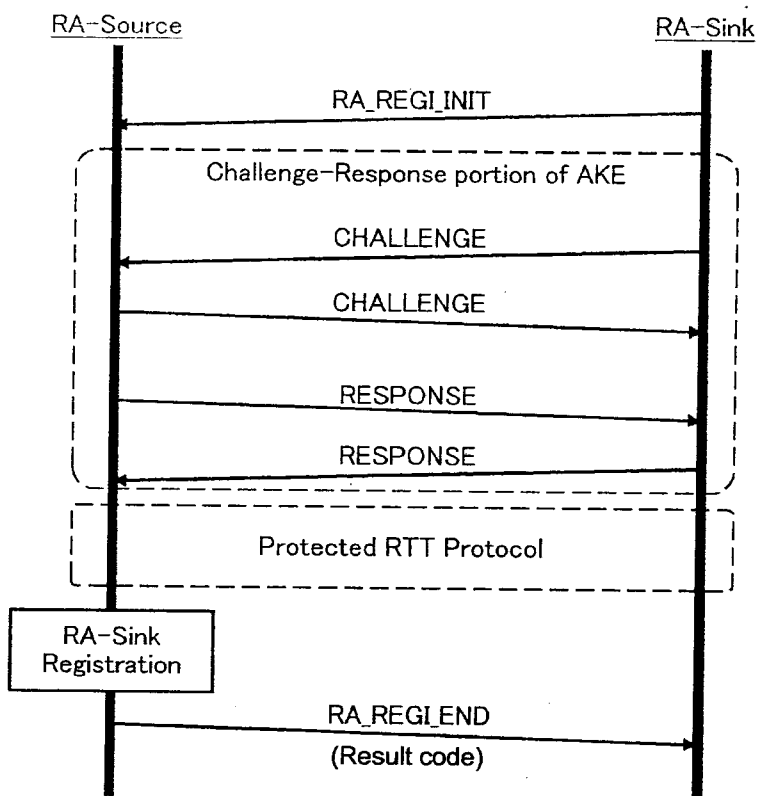 RA-Source
RA-Sink
RA_REGI_INIT
Challenge-Response portion of AKE
CHALLENGE
CHALLENGE
RESPONSE
RESPONSE
Protected RTT Protocol
RA-Sink
Registration
RA_REGI_END
(Result code)